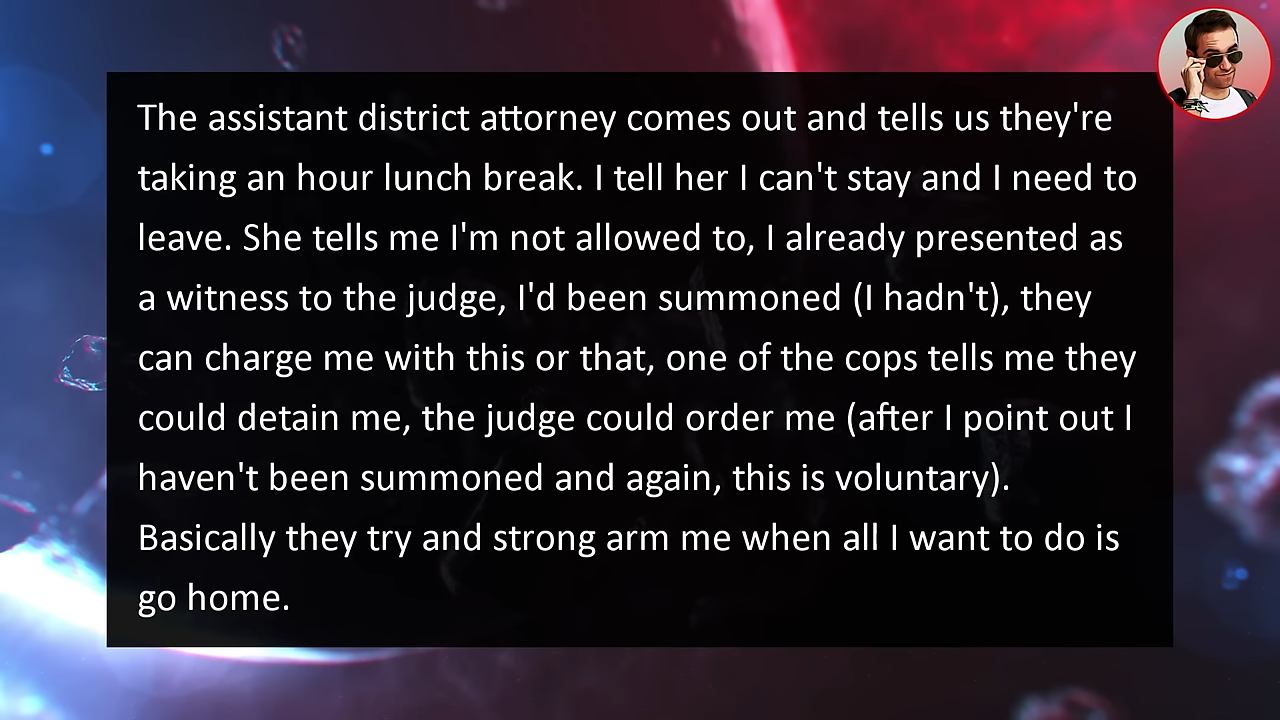 The assistant district attorney comes out and tells us they're
taking an hour lunch break. I tell her I can't stay and I need to
leave. She tells me I'm not allowed to, I already presented as
a witness to the judge, I'd been summoned (I hadn't), they
can charge me with this or that, one of the cops tells me they
could detain me, the judge could order me (after I point out I
haven't been summoned and again, this is voluntary).
Basically they try and strong arm me when all I want to do is
go home.